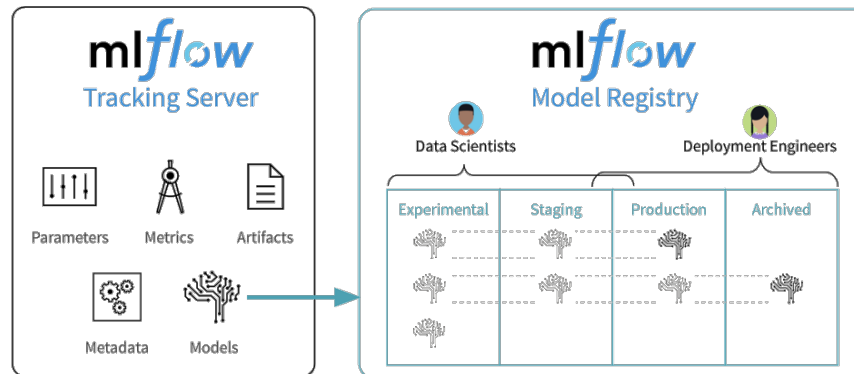 mlflow
Tracking Server
Parameters
Metrics
Artifacts
Metadata
Models
mlflow
Model Registry
Data Scientists
Deployment Engineers
Experimental
Staging
Production
Archived